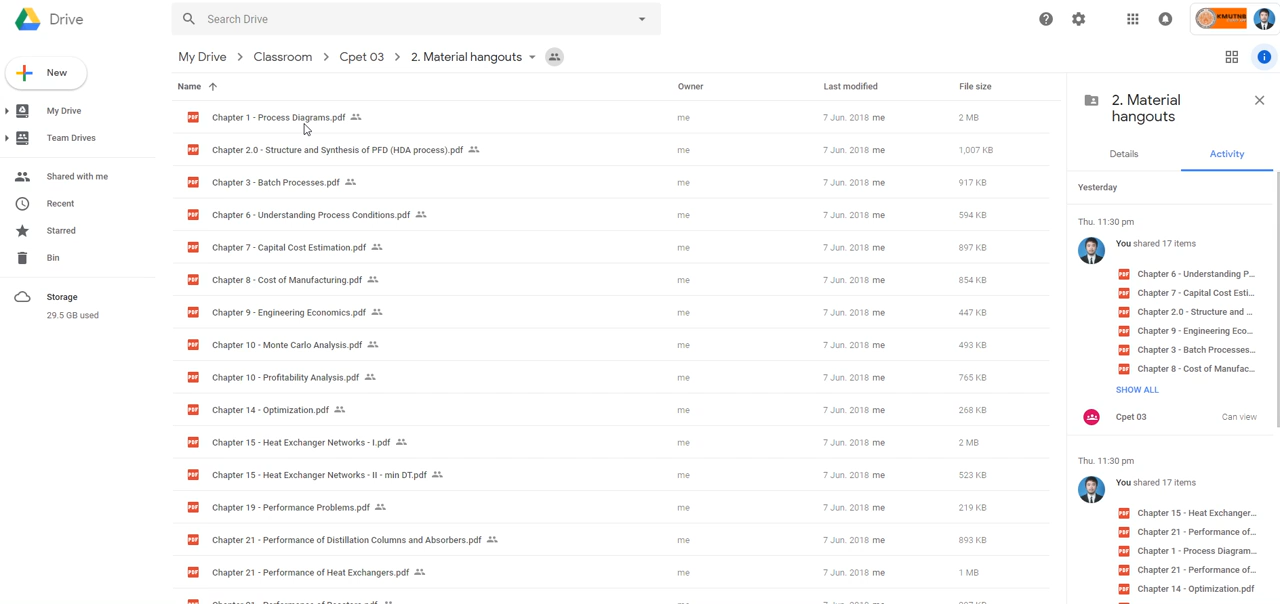 Drive
Search Drive
KMUTNB
My Drive
Classroom
Cpet 03
2. Material hangouts
New
My Drive
Team Drives
Shared with me
Recent
Starred
Bin
Storage
29.5 GB used
Name Owner Last modified File size
Chapter 1 - Process Diagrams.pdf me 7 Jun. 2018 me 2 MB
Chapter 2.0 - Structure and Synthesis of PFD (HDA process).pdf me 7 Jun. 2018 me 1,007 KB
Chapter 3 - Batch Processes.pdf me 7 Jun. 2018 me 917 KB
Chapter 6 - Understanding Process Conditions.pdf me 7 Jun. 2018 me 594 KB
Chapter 7 - Capital Cost Estimation.pdf me 7 Jun. 2018 me 897 KB
Chapter 8 - Cost of Manufacturing.pdf me 7 Jun. 2018 me 854 KB
Chapter 9 - Engineering Economics.pdf me 7 Jun. 2018 me 447 KB
Chapter 10 - Monte Carlo Analysis.pdf me 7 Jun. 2018 me 493 KB
Chapter 10 - Profitability Analysis.pdf me 7 Jun. 2018 me 765 KB
Chapter 14 - Optimization.pdf me 7 Jun. 2018 me 268 KB
Chapter 15 - Heat Exchanger Networks - I.pdf me 7 Jun. 2018 me 2 MB
Chapter 15 - Heat Exchanger Networks - II - min DT.pdf me 7 Jun. 2018 me 523 KB
Chapter 19 - Performance Problems.pdf me 7 Jun. 2018 me 219 KB
Chapter 21 - Performance of Distillation Columns and Absorbers.pdf me 7 Jun. 2018 me 893 KB
Chapter 21 - Performance of Heat Exchangers.pdf me 7 Jun. 2018 me 1 MB
2. Material
hangouts
Details Activity
Yesterday
Thu. 11:30 pm
You shared 17 items
Chapter 6 - Understanding P...
Chapter 7 - Capital Cost Esti...
Chapter 2.0 - Structure and ...
Chapter 9 - Engineering Eco...
Chapter 3 - Batch Processes...
Chapter 8 - Cost of Manufac...
SHOW ALL
Cpet 03 Can view
Thu. 11:30 pm
You shared 17 items
Chapter 15 - Heat Exchanger...
Chapter 21 - Performance of...
Chapter 1 - Process Diagram...
Chapter 21 - Performance of...
Chapter 14 - Optimization.pdf